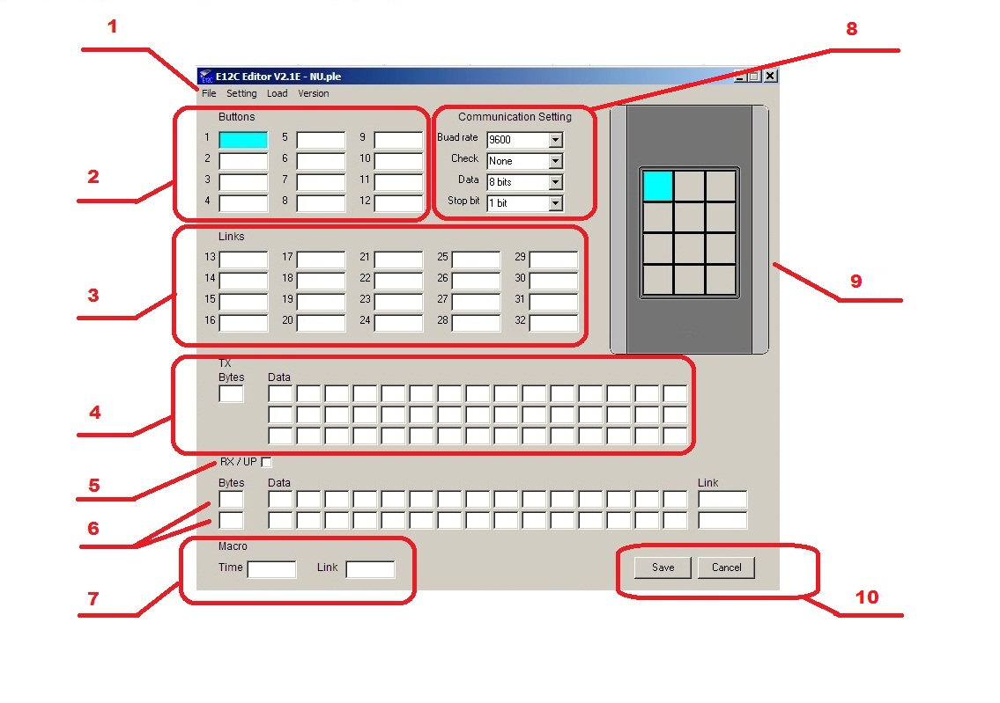 1
8
E12C Editor V2.1E - NU.ple
File Setting Load Version
Buttons
1 5 9
2 6 10
3 7 11
4 8 12
Communication Setting
Buad rate 9600
Check None
Data 8 bits
Stop bit 1 bit
2
Links
13 17 21 25 29
14 18 22 26 30
15 19 23 27 31
16 20 24 28 32
3
9
TX
Bytes Data
4
RX / UP
5
Bytes Data Link
6
Macro
Time Link
Save Cancel
7
10